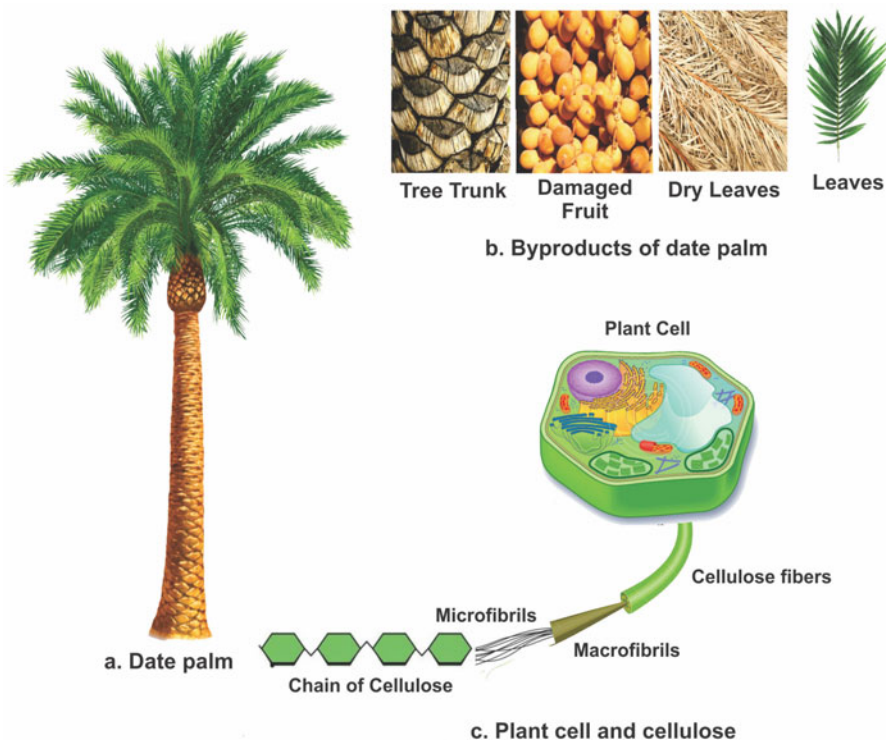 Tree Trunk
Damaged
Fruit
Dry Leaves
Leaves
b. Byproducts of date palm
Plant Cell
Cellulose fibers
Microfibrils
Macrofibrils
a. Date palm
Chain of Cellulose
c. Plant cell and cellulose